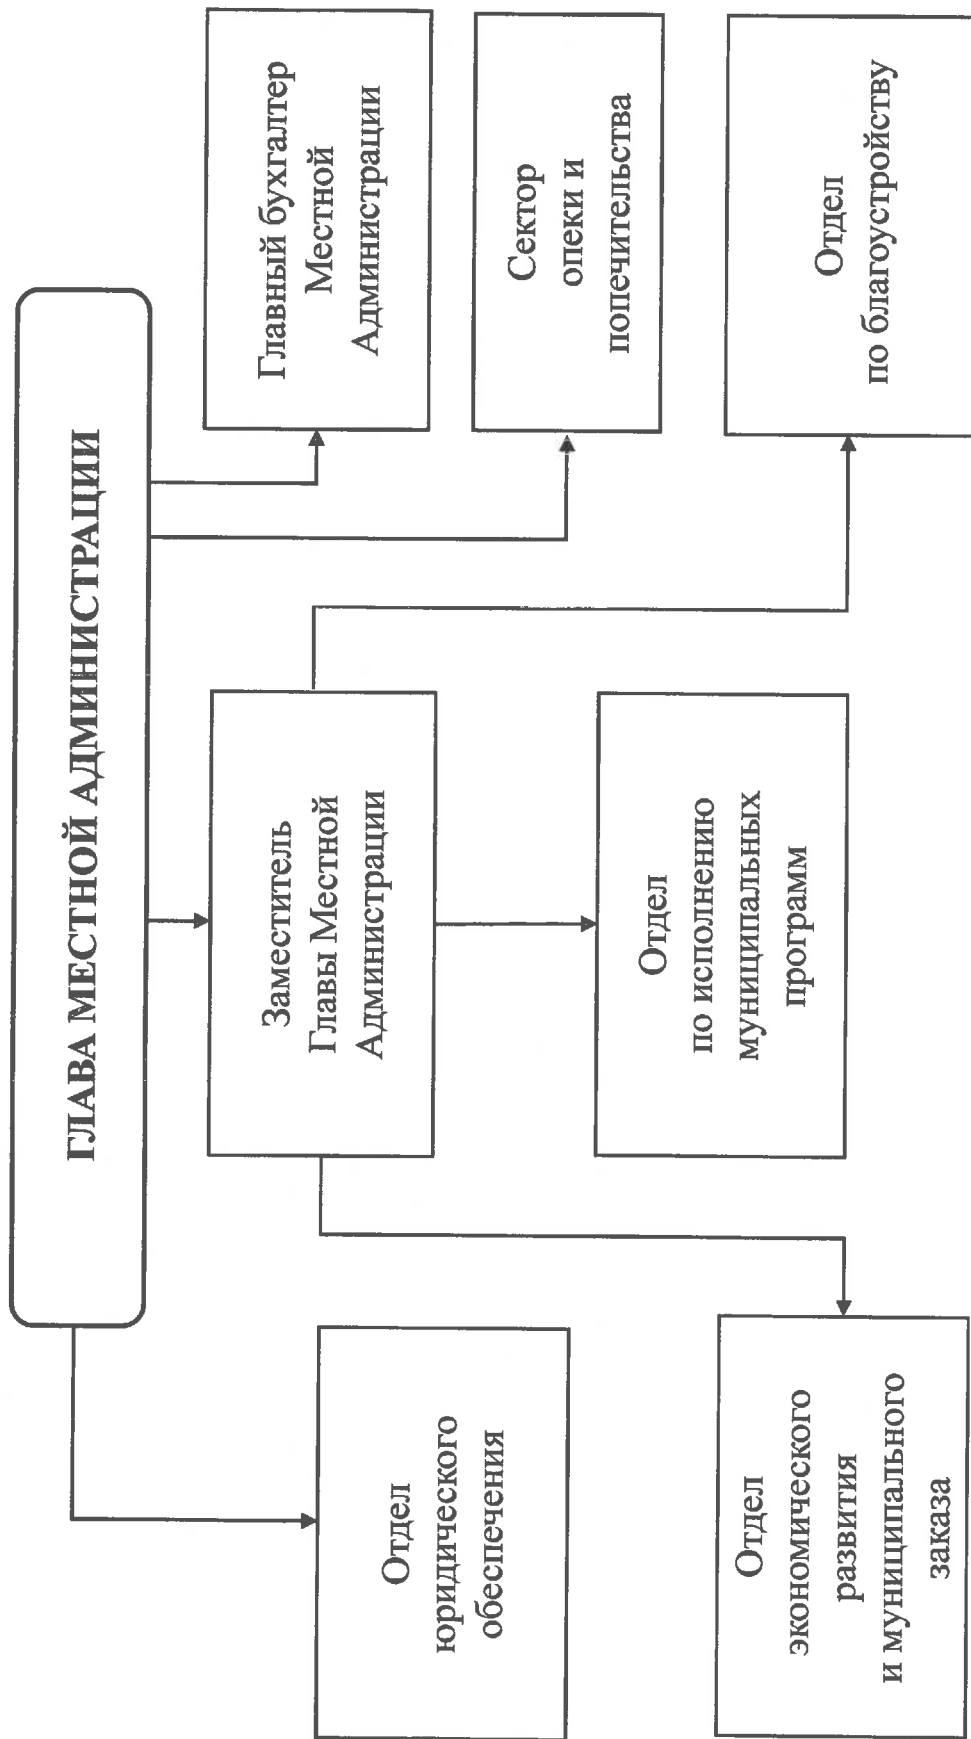 ГЛАВА МЕСТНОЙ АДМИНИСТРАЦИИ
Отдел
юридического
обеспечения
Заместитель
Главы Местной
Администрации
Главный бухгалтер
Местной
Администрации
Сектор
опеки и
попечительства
Отдел
экономического
развития
и муниципального
заказа
Отдел
по исполнению
муниципальных
программ
Отдел
по благоустройству